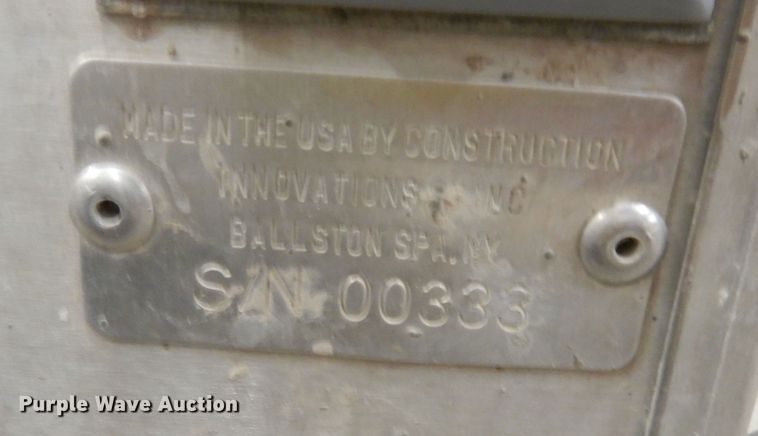 MADE IN THE USA BY CONSTRUCTION
INNOVATIONS INC
BALLSTON SPA, NY
S/N 00333
Purple Wave Auction